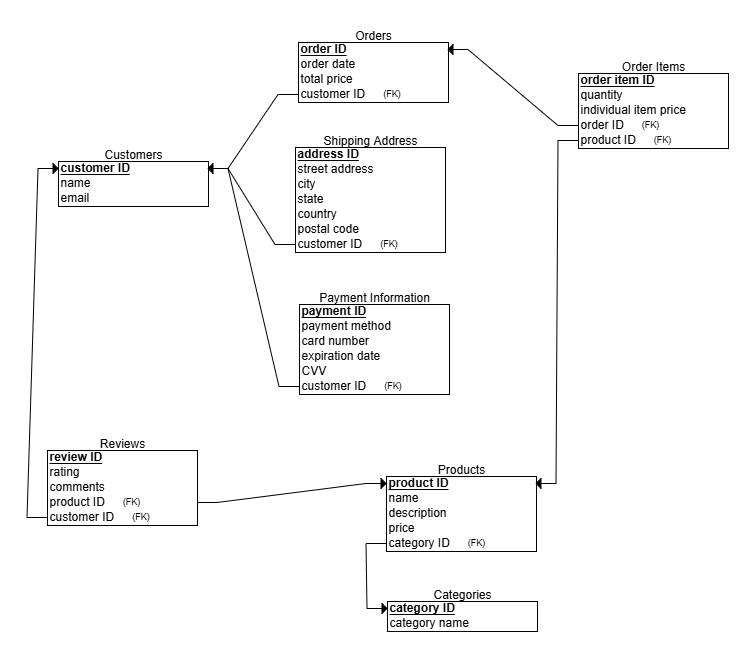 Orders
order ID
order date
total price
customer ID (FK)
Order Items
order item ID
quantity
individual item price
order ID (FK)
product ID (FK)
Shipping Address
address ID
street address
city
state
country
postal code
customer ID (FK)
Customers
customer ID
name
email
Payment Information
payment ID
payment method
card number
expiration date
CVV
customer ID (FK)
Reviews
review ID
rating
comments
product ID (FK)
customer ID (FK)
Products
product ID
name
description
price
category ID (FK)
Categories
category ID
category name